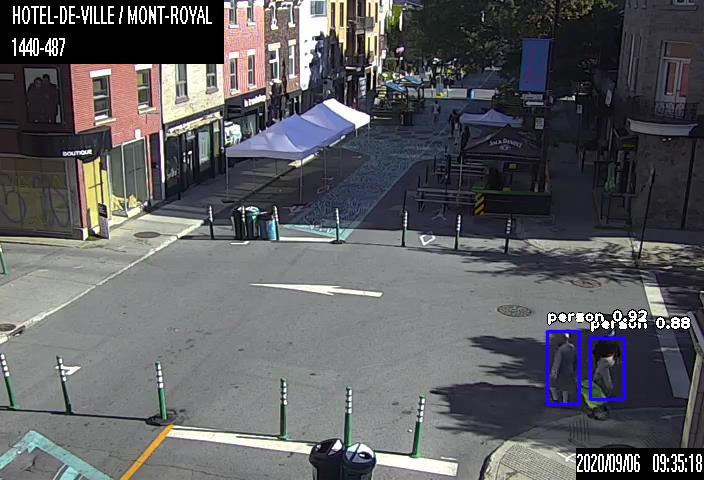 HOTEL-DE-VILLE / MONT-ROYAL
1440-487
BOUTIQUE
JACK DANIEL'S
person 0.92
person 0.88
2020/09/06 09:35:18